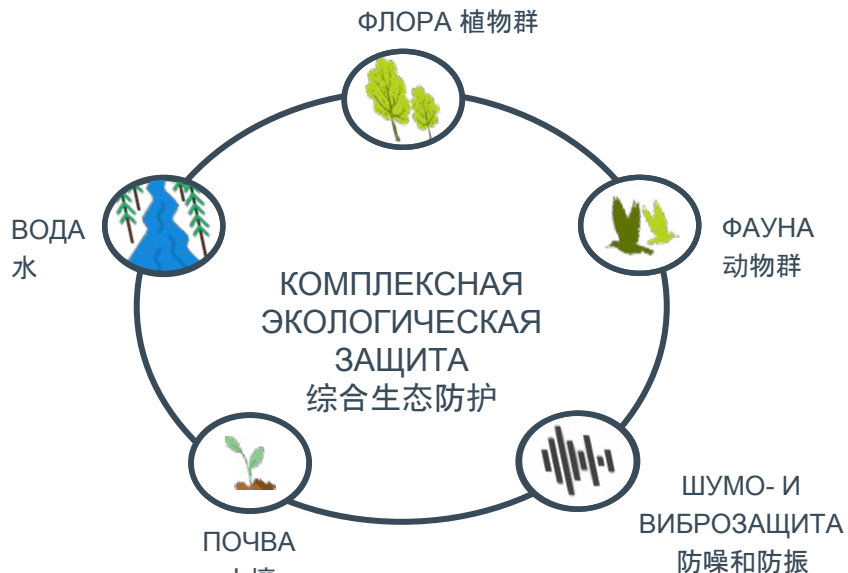 ФЛОРА 植物群
ВОДА
水
ФАУНА
动物群
КОМПЛЕКСНАЯ
ЭКОЛОГИЧЕСКАЯ
ЗАЩИТА
综合生态防护
ШУМО- И
ВИБРОЗАЩИТА
防噪和防振
ПОЧВА